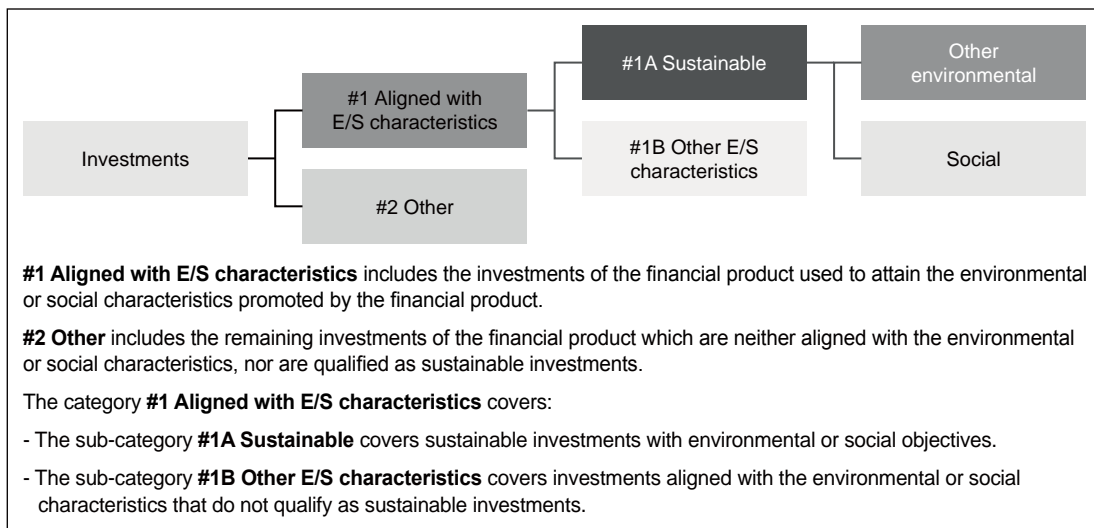 Investments
#1 Aligned with
E/S characteristics
#2 Other
#1A Sustainable
#1B Other E/S
characteristics
Other
environmental
Social
#1 Aligned with E/S characteristics includes the investments of the financial product used to attain the environmental
or social characteristics promoted by the financial product.
#2 Other includes the remaining investments of the financial product which are neither aligned with the environmental
or social characteristics, nor are qualified as sustainable investments.
The category #1 Aligned with E/S characteristics covers:
- The sub-category #1A Sustainable covers sustainable investments with environmental or social objectives.
- The sub-category #1B Other E/S characteristics covers investments aligned with the environmental or social
characteristics that do not qualify as sustainable investments.